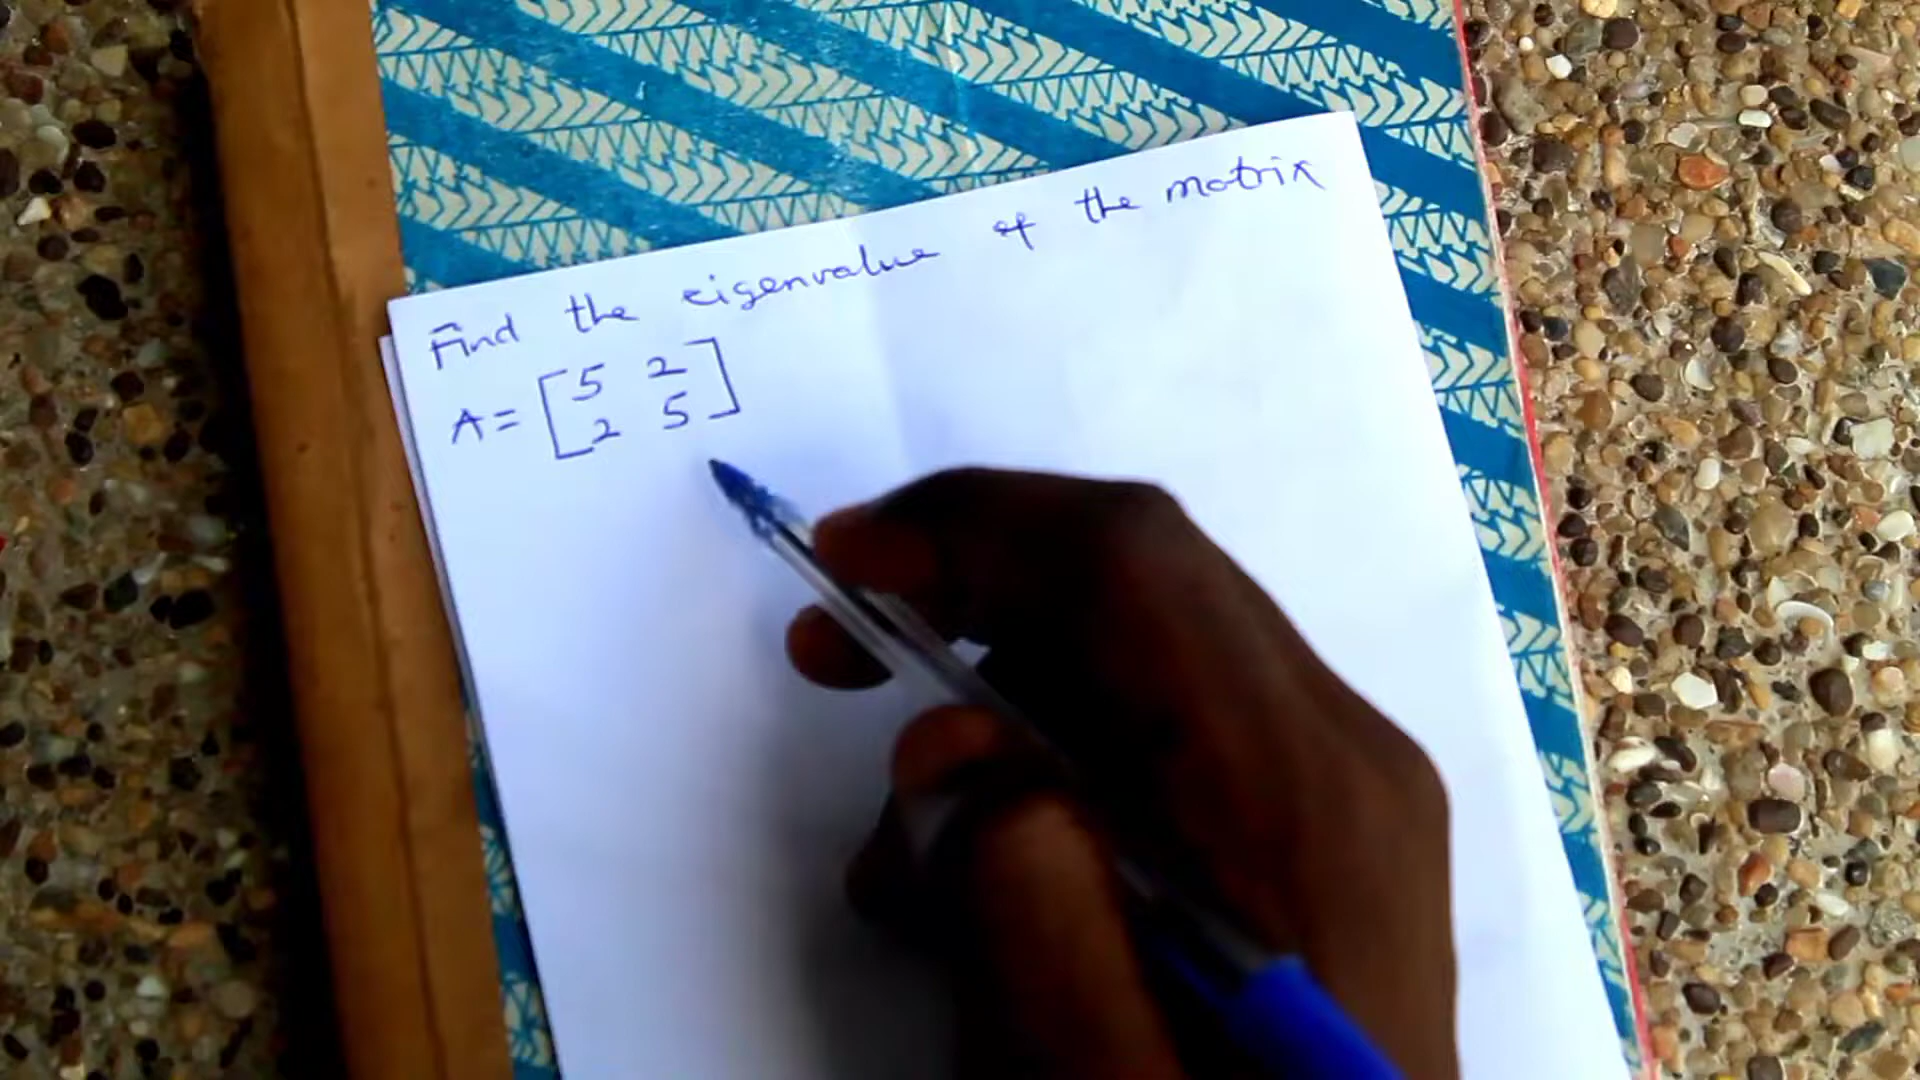 Find the eigenvalue of the matrix
A = [5 2
2 5]